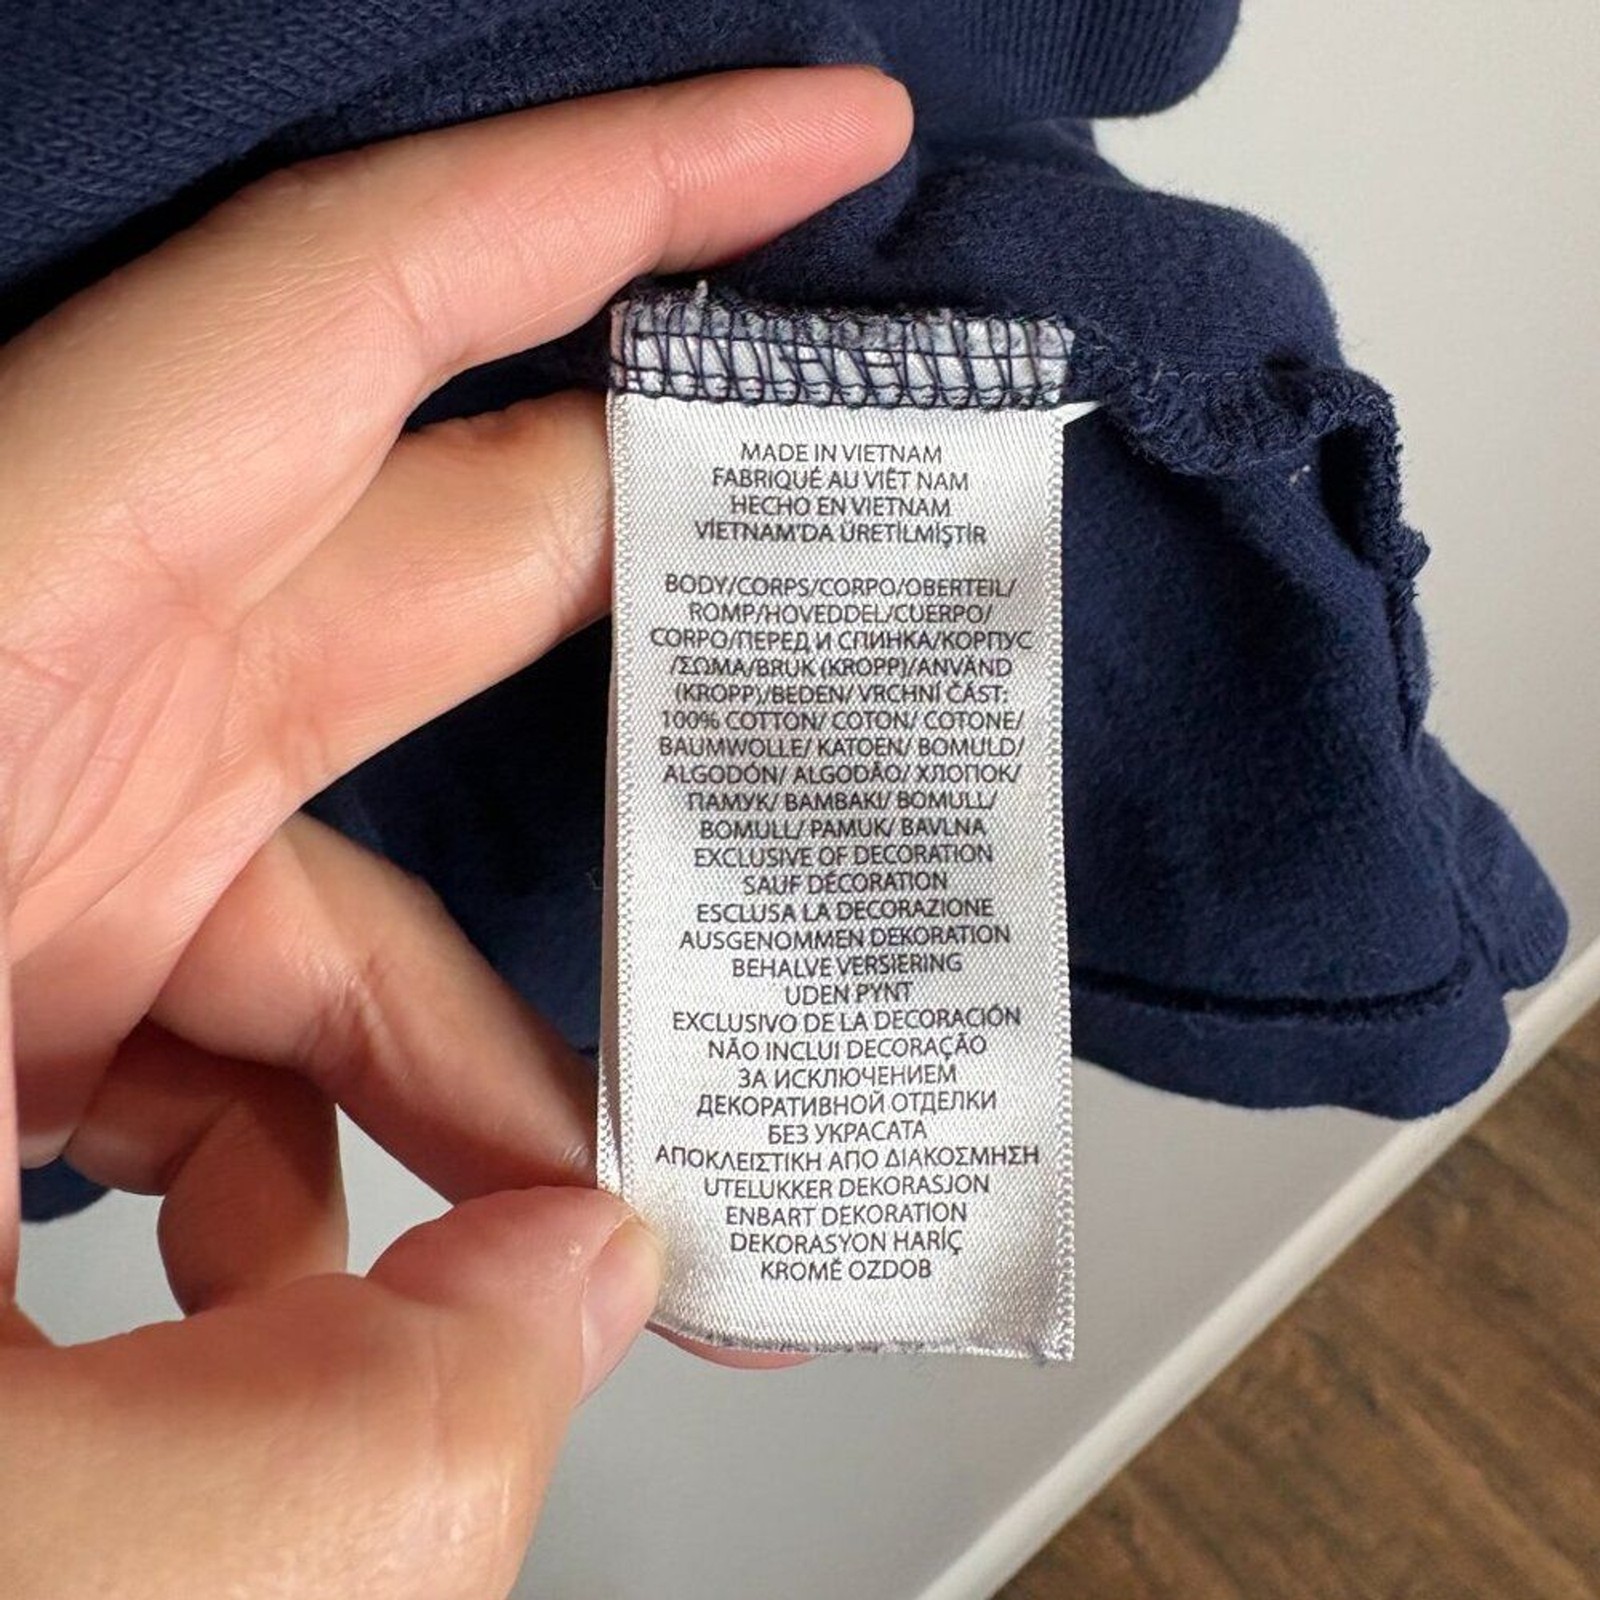 MADE IN VIETNAM
FABRIQUÉ AU VIÊT NAM
HECHO EN VIETNAM
VİETNAM'DA ÜRETİLMİŞTİR
BODY/CORPS/CORPO/OBERTEIL/
ROMP/HOVEDDEL/CUERPO/
CORPO/ПЕРЕД И СПИНКА/КОРПУС
/ΣΩΜΑ/BRUK (KROPP)/ANVÄND
(KROPP)/BEDEN/ VRCHNÍ ČÁST:
100% COTTON/ COTON/ COTONE/
BAUMWOLLE/ KATOEN/ BOMULD/
ALGODÓN/ ALGODÃO/ ХЛОПОК/
ПАМУК/ ΒΑΜΒΑΚΙ/ BOMULL/
BOMULL/ PAMUK/ BAVLNA
EXCLUSIVE OF DECORATION
SAUF DÉCORATION
ESCLUSA LA DECORAZIONE
AUSGENOMMEN DEKORATION
BEHALVE VERSIERING
UDEN PYNT
EXCLUSIVO DE LA DECORACIÓN
NÃO INCLUI DECORAÇÃO
ЗА ИСКЛЮЧЕНИЕМ
ДЕКОРАТИВНОЙ ОТДЕЛКИ
БЕЗ УКРАСАТА
ΑΠΟΚΛΕΙΣΤΙΚΗ ΑΠΟ ΔΙΑΚΟΣΜΗΣΗ
UTELUKKER DEKORASJON
ENBART DEKORATION
DEKORASYON HARİÇ
KROMĚ OZDOB